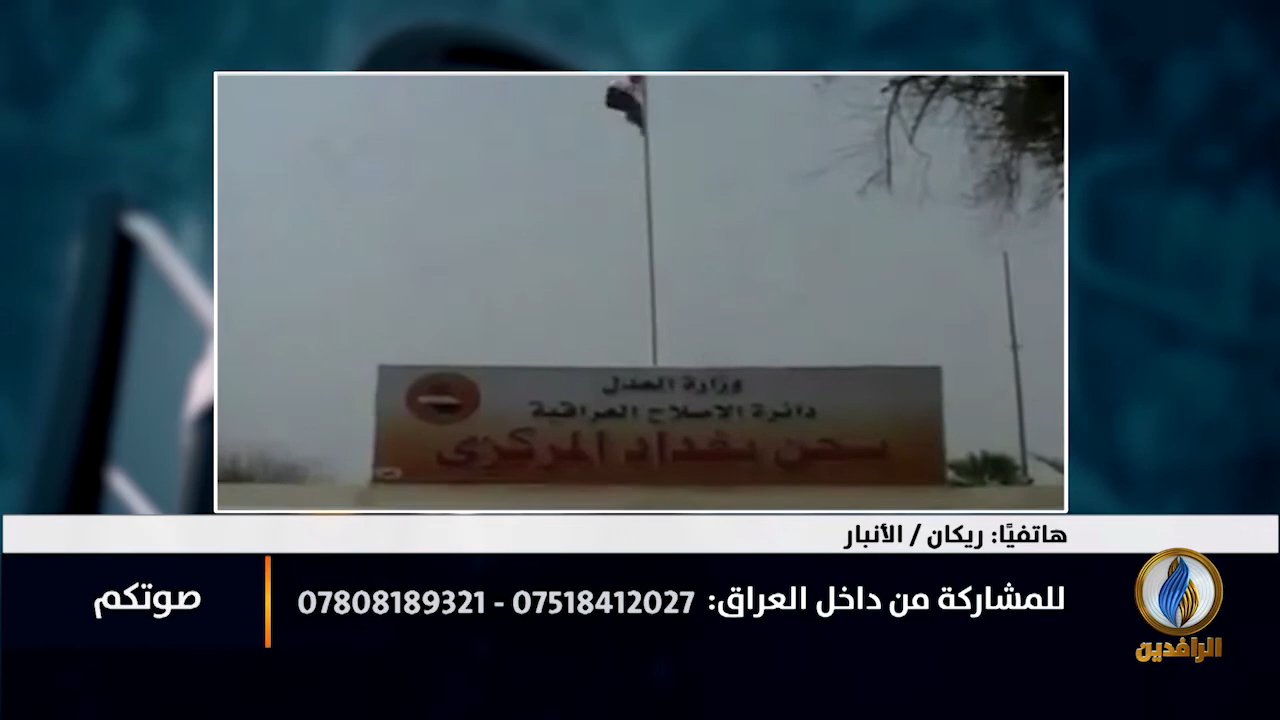 وزارة العدل
دائرة الاصلاح العراقية
سجن بغداد المركزي
هاتفيًا: ريكان / الأنبار
للمشاركة من داخل العراق: 07518412027 - 07808189321
صوتكم
الرافدين